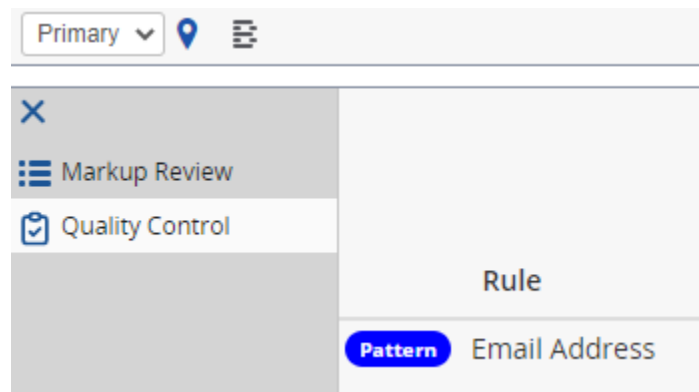 Primary
Markup Review
Quality Control
Rule
Pattern Email Address